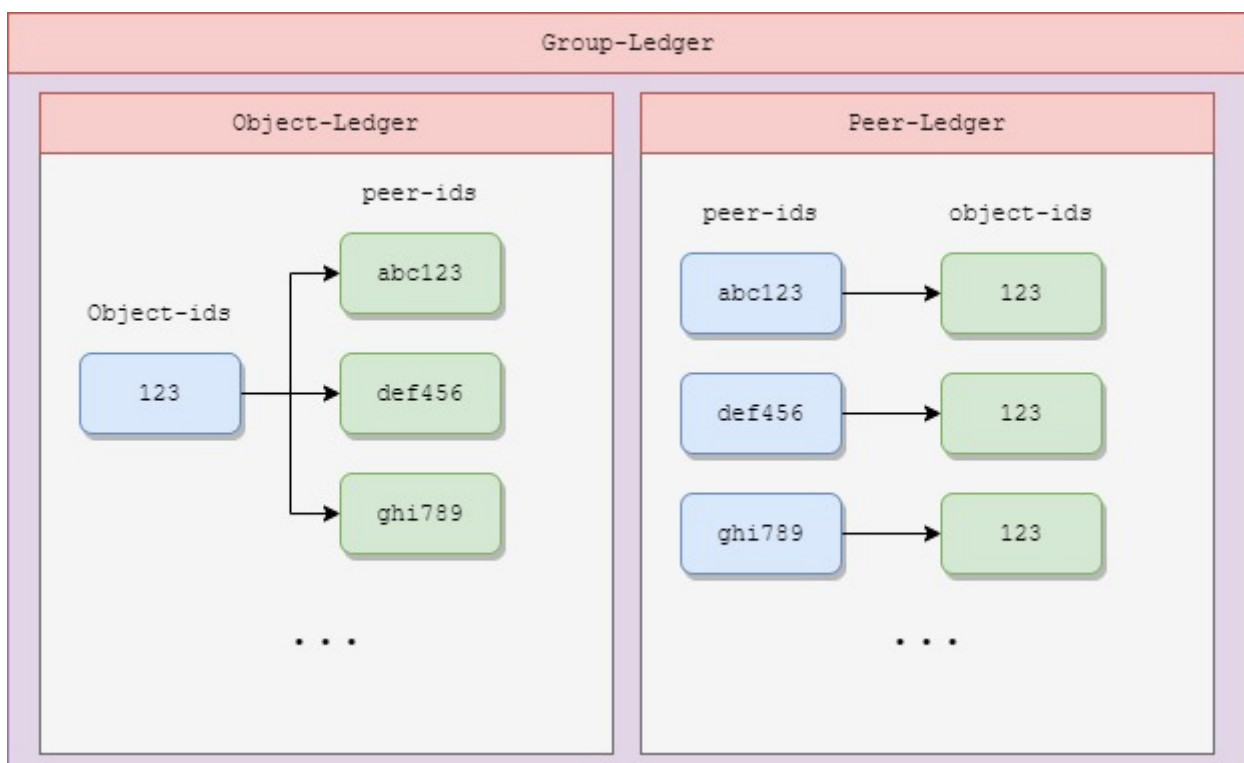 Group-Ledger
Object-Ledger
peer-ids
abc123
Object-ids
123
def456
ghi789
...
Peer-Ledger
peer-ids object-ids
abc123 123
def456 123
ghi789 123
...